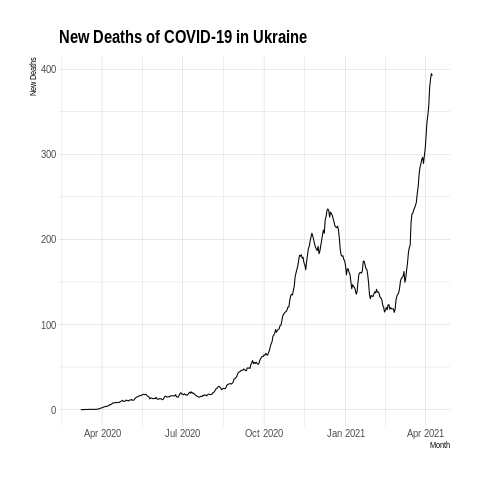 New Deaths of COVID-19 in Ukraine
New Deaths
400
300
200
100
0
Apr 2020 Jul 2020 Oct 2020 Jan 2021 Apr 2021
Month